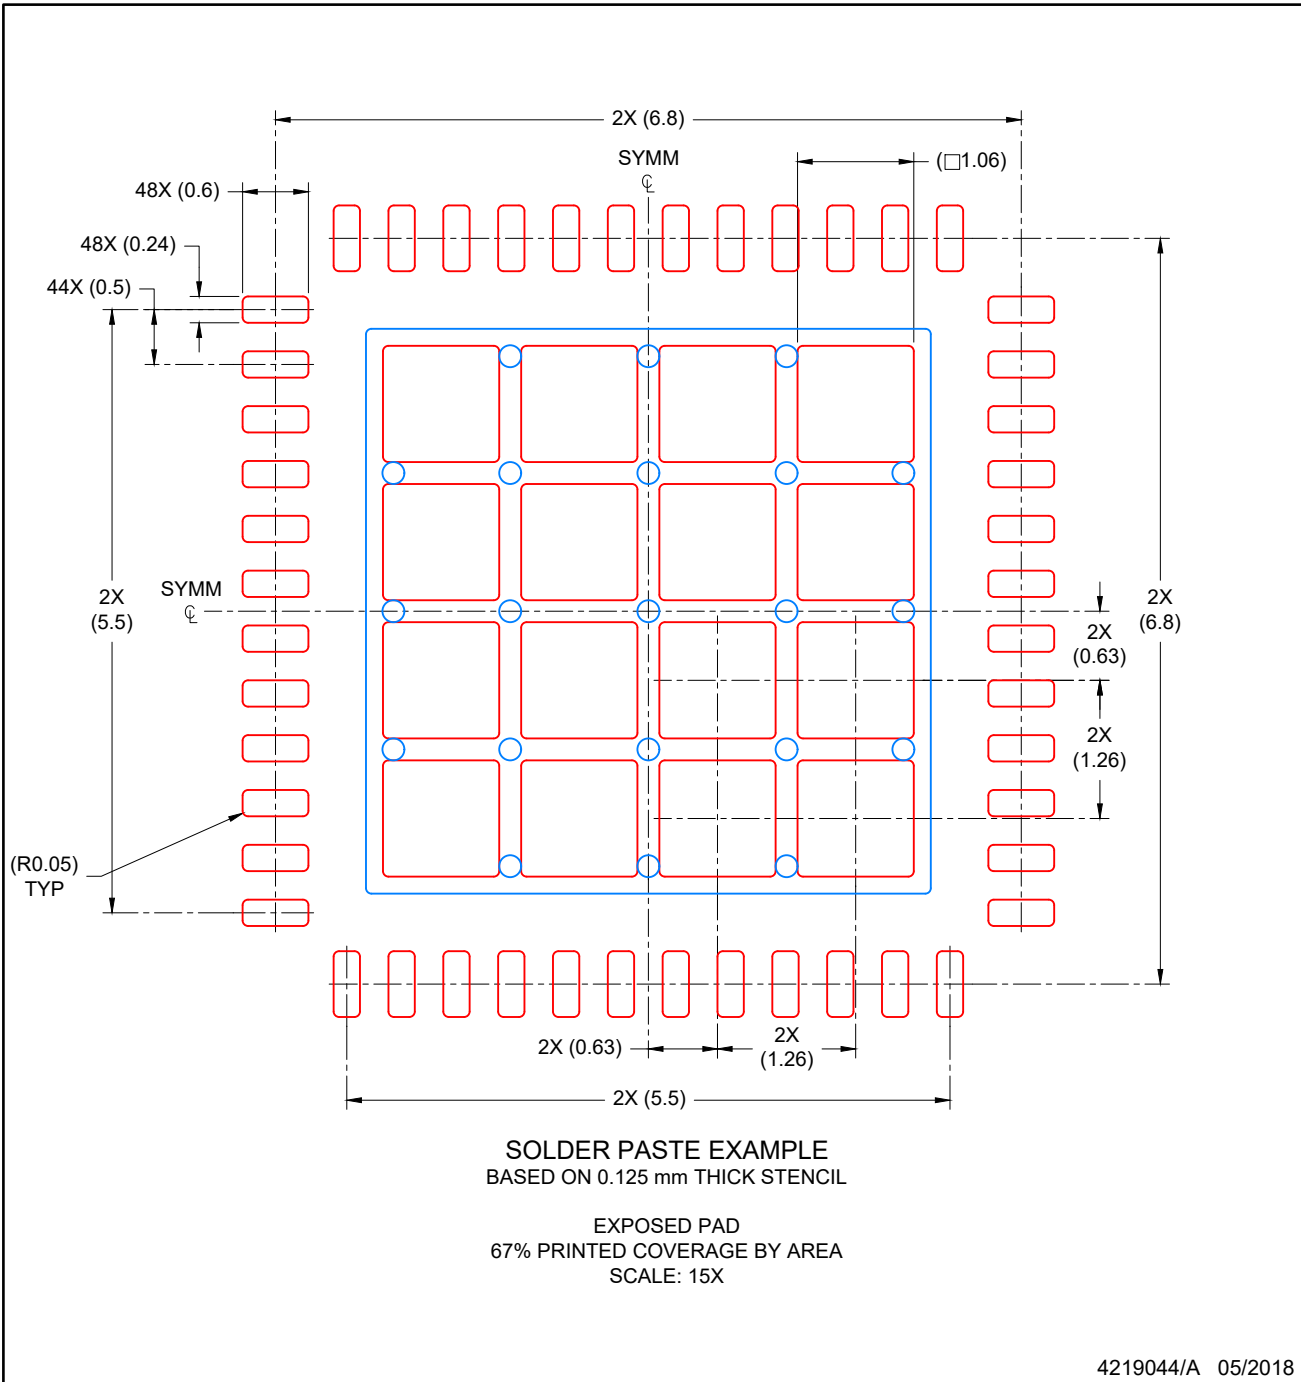 2X (6.8)
SYMM
℄
(□1.06)
48X (0.6)
48X (0.24)
44X (0.5)
SYMM
℄
2X
(5.5)
2X
(6.8)
2X
(0.63)
2X
(1.26)
(R0.05)
TYP
2X (0.63)
2X
(1.26)
2X (5.5)
SOLDER PASTE EXAMPLE
BASED ON 0.125 mm THICK STENCIL
EXPOSED PAD
67% PRINTED COVERAGE BY AREA
SCALE: 15X
4219044/A 05/2018